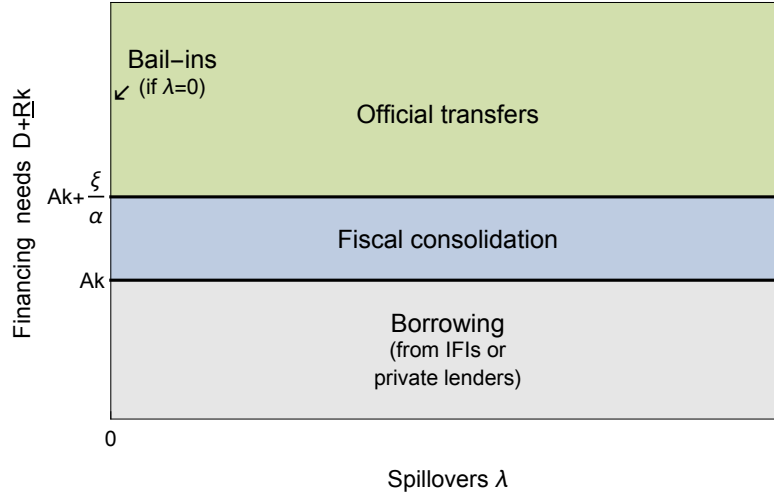 Bail−ins
(if λ=0)
Official transfers
Ak+ ξ/α
Fiscal consolidation
Ak
Borrowing
(from IFIs or
private lenders)
0
Spillovers λ
Financing needs D+R̲k